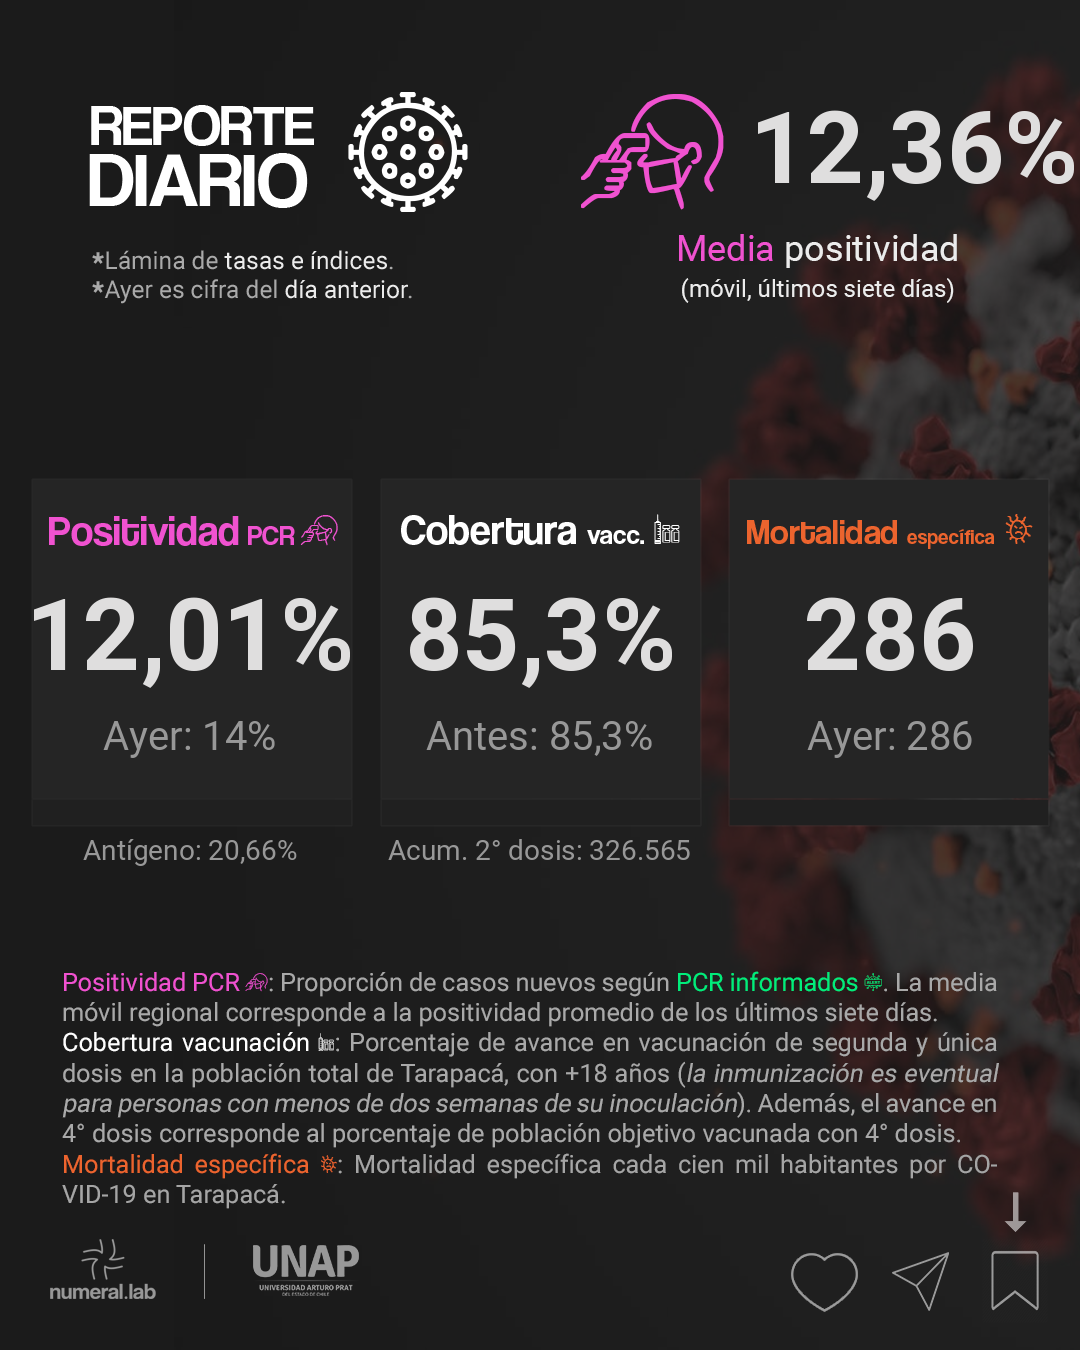 REPORTE
DIARIO
*Lámina de tasas e índices.
*Ayer es cifra del día anterior.
12,36%
Media positividad
(móvil, últimos siete días)
Positividad PCR
12,01%
Ayer: 14%
Antígeno: 20,66%
Cobertura vacc.
85,3%
Antes: 85,3%
Acum. 2° dosis: 326.565
Mortalidad específica
286
Ayer: 286
Positividad PCR : Proporción de casos nuevos según PCR informados . La media
móvil regional corresponde a la positividad promedio de los últimos siete días.
Cobertura vacunación : Porcentaje de avance en vacunación de segunda y única
dosis en la población total de Tarapacá, con +18 años (la inmunización es eventual
para personas con menos de dos semanas de su inoculación). Además, el avance en
4° dosis corresponde al porcentaje de población objetivo vacunada con 4° dosis.
Mortalidad específica : Mortalidad específica cada cien mil habitantes por CO-
VID-19 en Tarapacá.
numeral.lab
UNAP
UNIVERSIDAD ARTURO PRAT
DEL ESTADO DE CHILE